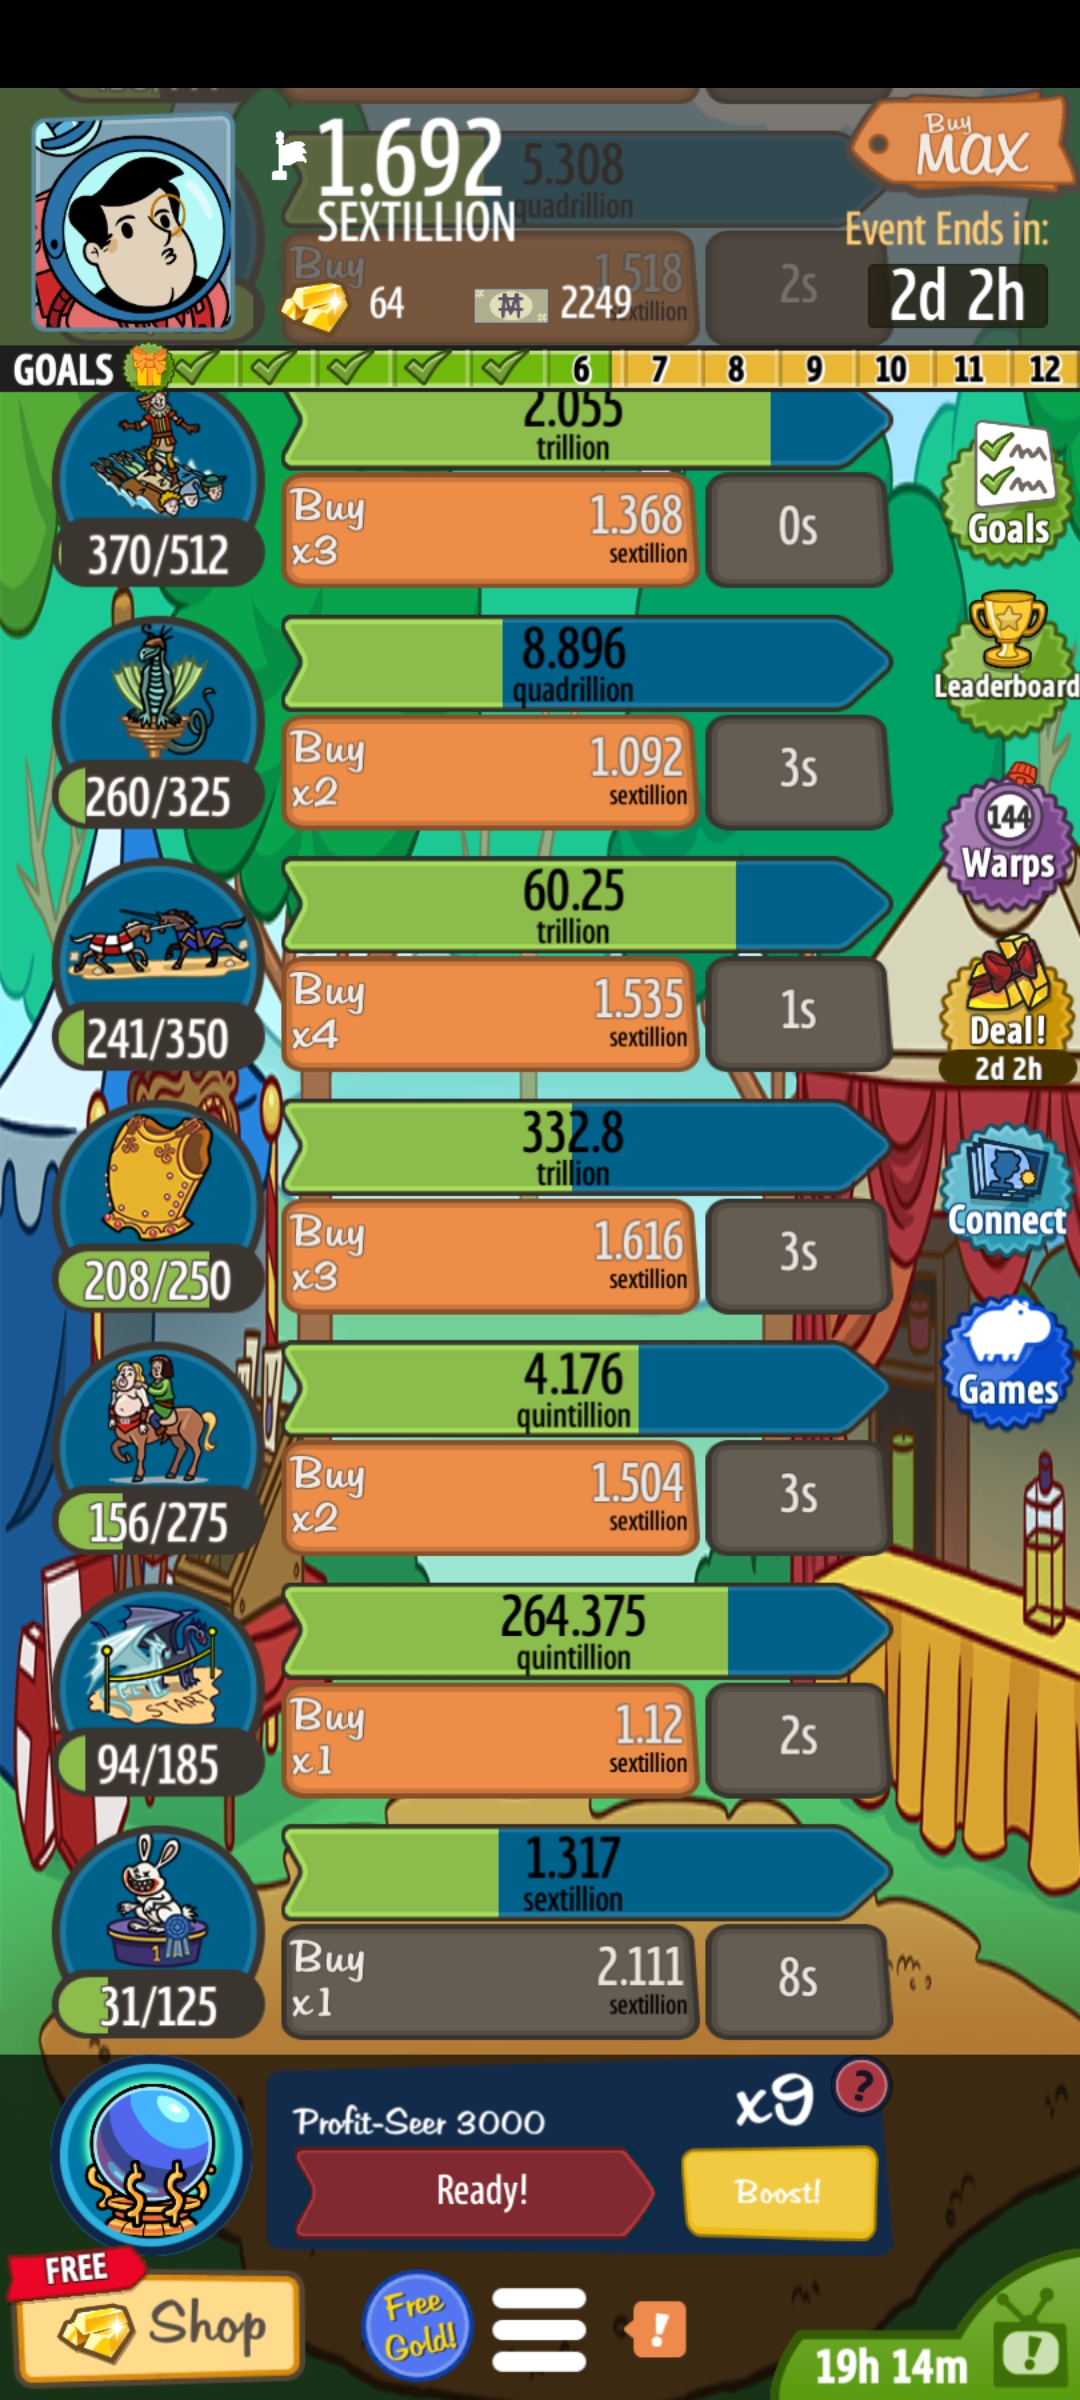 1.692
SEXTILLION
5.308
quadrillion
Buy
MAX
Event Ends in:
2d 2h
64
2249
Buy
1.518
sextillion
2s
GOALS
6
7
8
9
10
11
12
2.055
trillion
370/512
Buy
x3
1.368
sextillion
0s
Goals
8.896
quadrillion
260/325
Buy
x2
1.092
sextillion
3s
Leaderboard
60.25
trillion
241/350
Buy
x4
1.535
sextillion
1s
144
Warps
Deal!
2d 2h
332.8
trillion
208/250
Buy
x3
1.616
sextillion
3s
Connect
4.176
quintillion
156/275
Buy
x2
1.504
sextillion
3s
Games
START
264.375
quintillion
94/185
Buy
x1
1.12
sextillion
2s
1
1.317
sextillion
31/125
Buy
x1
2.111
sextillion
8s
Profit-Seer 3000
x9
?
Ready!
Boost!
FREE
Shop
Free
Gold!
!
19h 14m
!